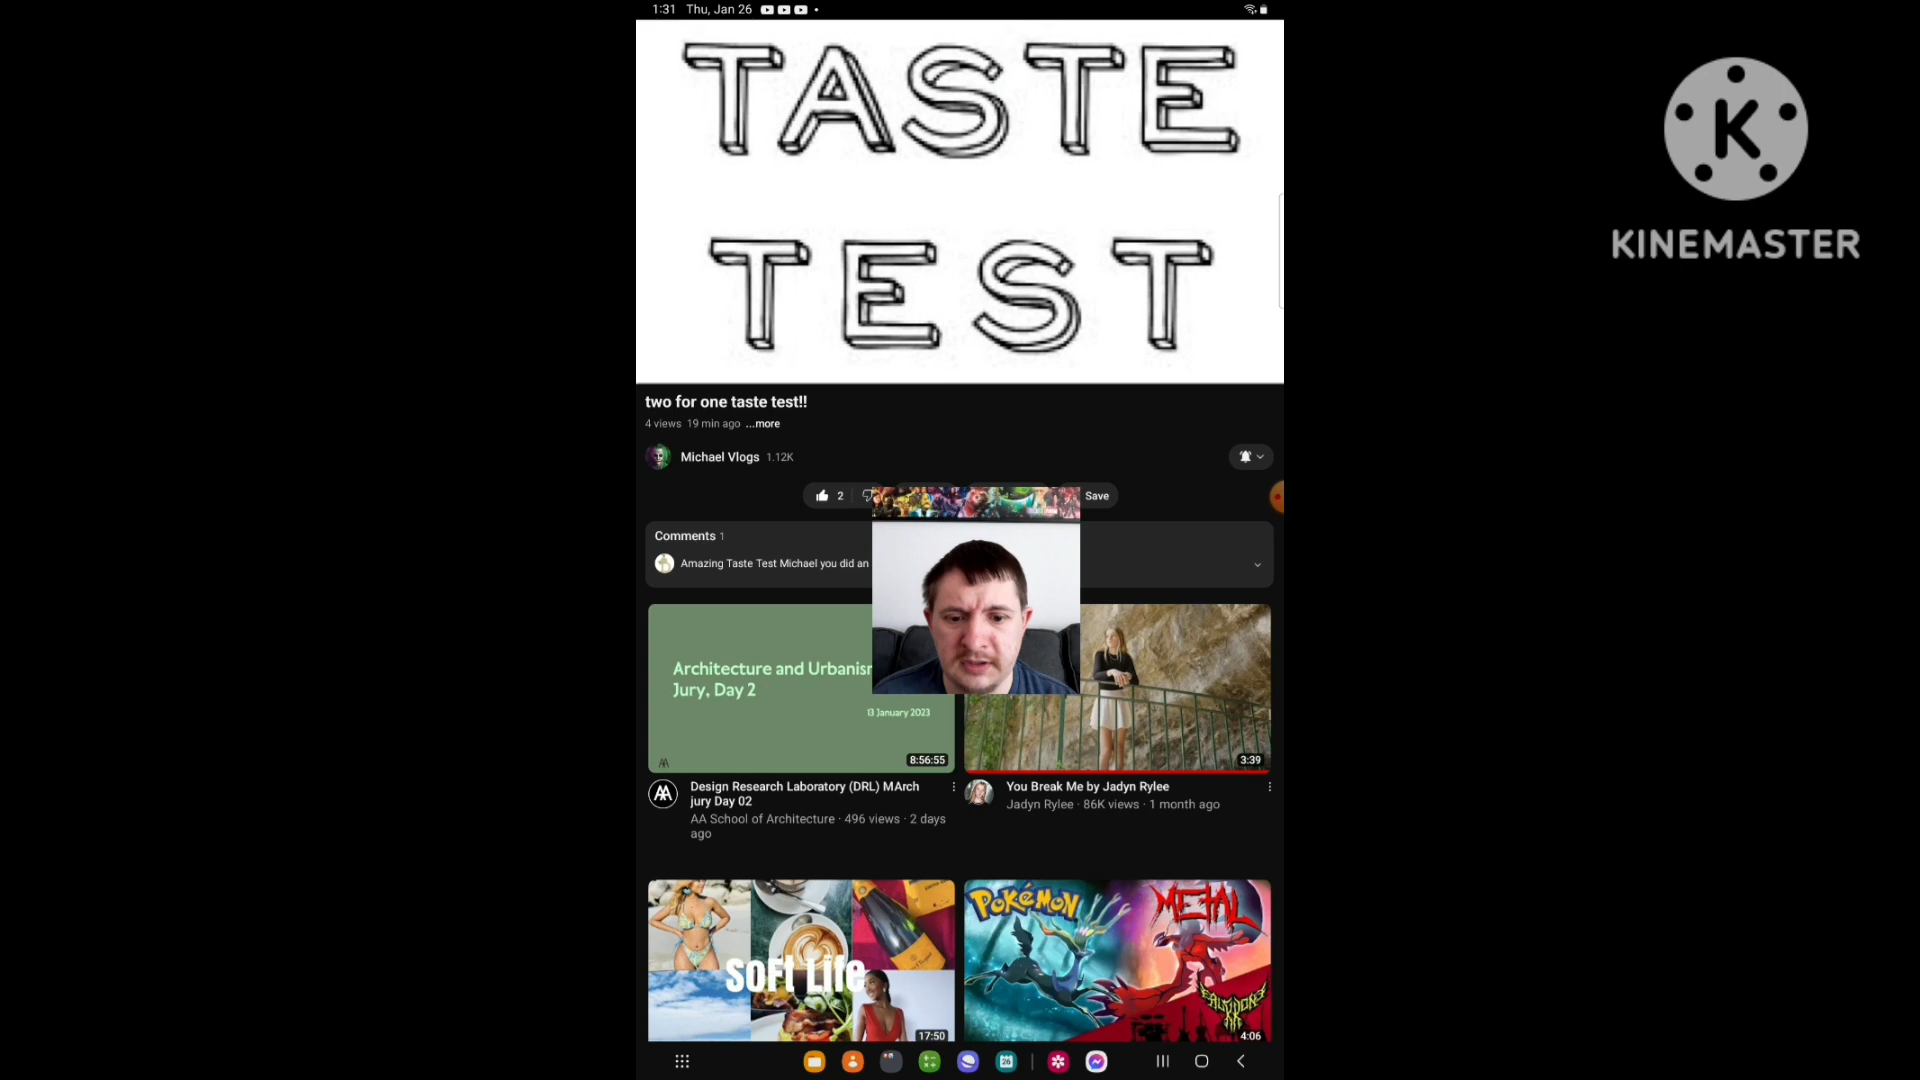 1:31 Thu, Jan 26
TASTE
TEST
KINEMASTER
two for one taste test!!
4 views 19 min ago ...more
Michael Vlogs 1.12K
2
Save
Comments 1
Amazing Taste Test Michael you did an
Architecture and Urbanis
Jury, Day 2
13 January 2023
8:56:55
3:39
Design Research Laboratory (DRL) MArch
jury Day 02
AA School of Architecture · 496 views · 2 days
ago
You Break Me by Jadyn Rylee
Jadyn Rylee · 86K views · 1 month ago
SOFT Life
17:50
POKéMON
METAL
4:06